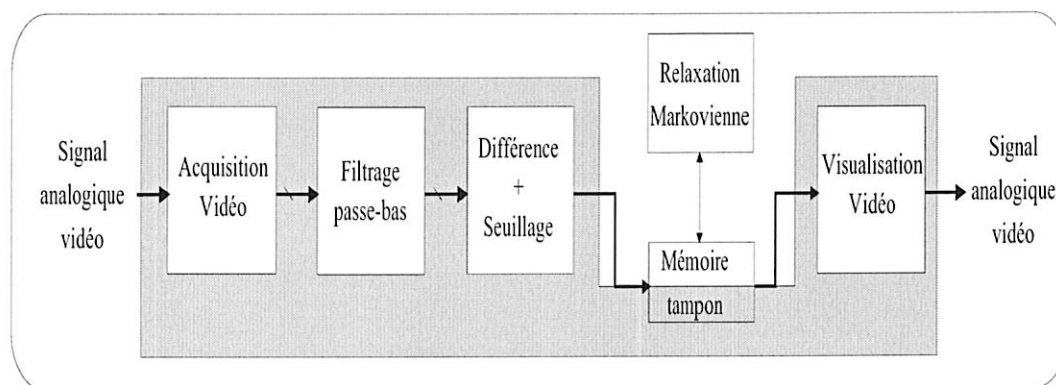 Signal
analogique
vidéo
Acquisition
Vidéo
Filtrage
passe-bas
Différence
+
Seuillage
Relaxation
Markovienne
Mémoire
tampon
Visualisation
Vidéo
Signal
analogique
vidéo